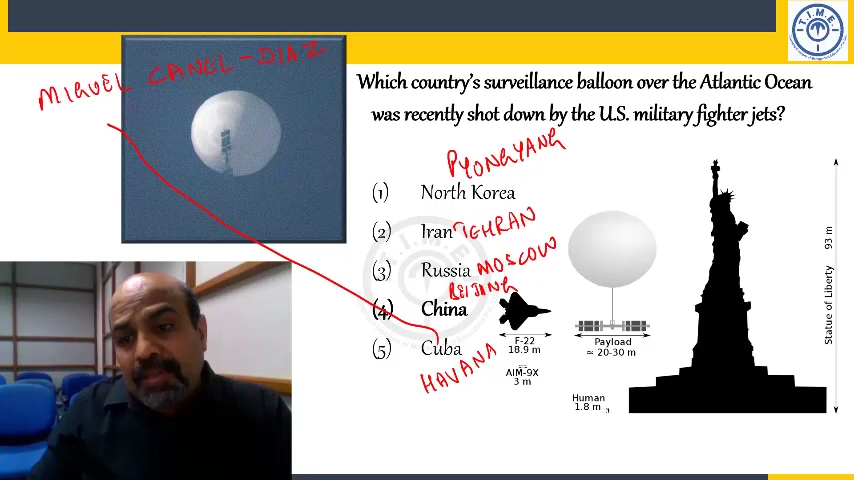 T.I.M.E.
MIGUEL CANEL-DIAZ
Which country's surveillance balloon over the Atlantic Ocean
was recently shot down by the U.S. military fighter jets?
PYONGYANG
(1) North Korea
(2) Iran TEHRAN
(3) Russia MOSCOW
BEIJING
(4) China
(5) Cuba
HAVANA
F-22
18.9 m
AIM-9X
3 m
Payload
≈ 20-30 m
Human
1.8 m
3
Statue of Liberty 93 m